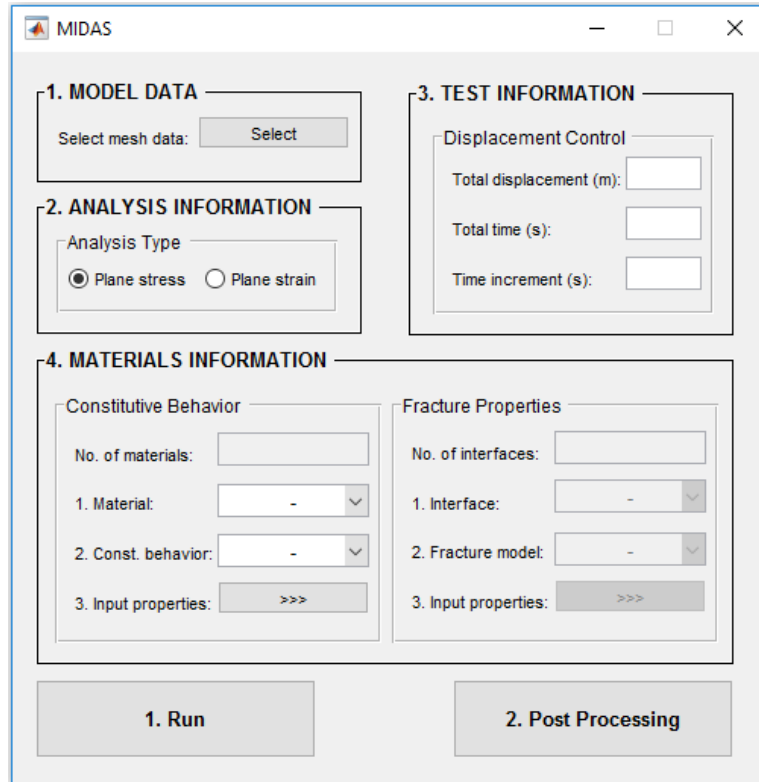 MIDAS
1. MODEL DATA
Select mesh data: Select
2. ANALYSIS INFORMATION
Analysis Type
Plane stress Plane strain
3. TEST INFORMATION
Displacement Control
Total displacement (m):
Total time (s):
Time increment (s):
4. MATERIALS INFORMATION
Constitutive Behavior
No. of materials:
1. Material: -
2. Const. behavior: -
3. Input properties: >>>
Fracture Properties
No. of interfaces:
1. Interface: -
2. Fracture model: -
3. Input properties: >>>
1. Run
2. Post Processing